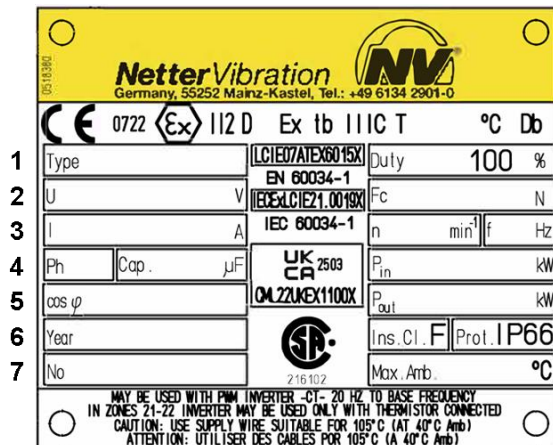 0518380
NetterVibration NV
Germany, 55252 Mainz-Kastel, Tel.: +49 6134 2901-0
CE 0722 Ex II2 D Ex tb IIIC T °C Db
1 Type LCIE07ATEX6015X Duty 100 %
EN 60034-1
2 U V IECExLCIE21.0019X Fc N
3 I A IEC 60034-1 n min-1 f Hz
4 Ph Cap. µF UKCA 2503 Pin kW
5 cos φ CML22UKEX1100X Pout kW
6 Year SA Ins.Cl. F Prot. IP66
7 No 216102 Max.Amb. °C
MAY BE USED WITH PWM INVERTER -CT- 20 HZ TO BASE FREQUENCY
IN ZONES 21-22 INVERTER MAY BE USED ONLY WITH THERMISTOR CONNECTED
CAUTION: USE SUPPLY WIRE SUITABLE FOR 105°C (AT 40°C Amb)
ATTENTION: UTILISER DES CABLES POR 105°C (A 40°C Amb)